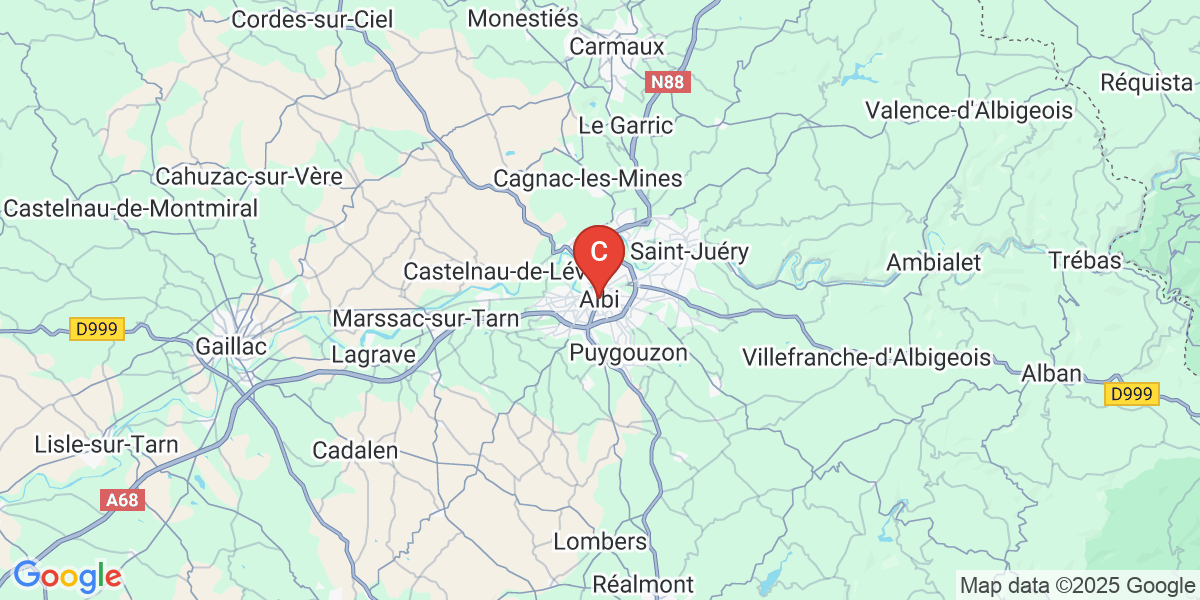 Cordes-sur-Ciel
Monestiés
Carmaux
N88
Réquista
Valence-d'Albigeois
Le Garric
Cahuzac-sur-Vère
Cagnac-les-Mines
Castelnau-de-Montmiral
C
Saint-Juéry
Ambialet
Trébas
Castelnau-de-Lév
Albi
Marssac-sur-Tarn
D999
Gaillac
Lagrave
Puygouzon
Villefranche-d'Albigeois
Alban
D999
Lisle-sur-Tarn
Cadalen
A68
Lombers
Réalmont
Google
Map data ©2025 Google